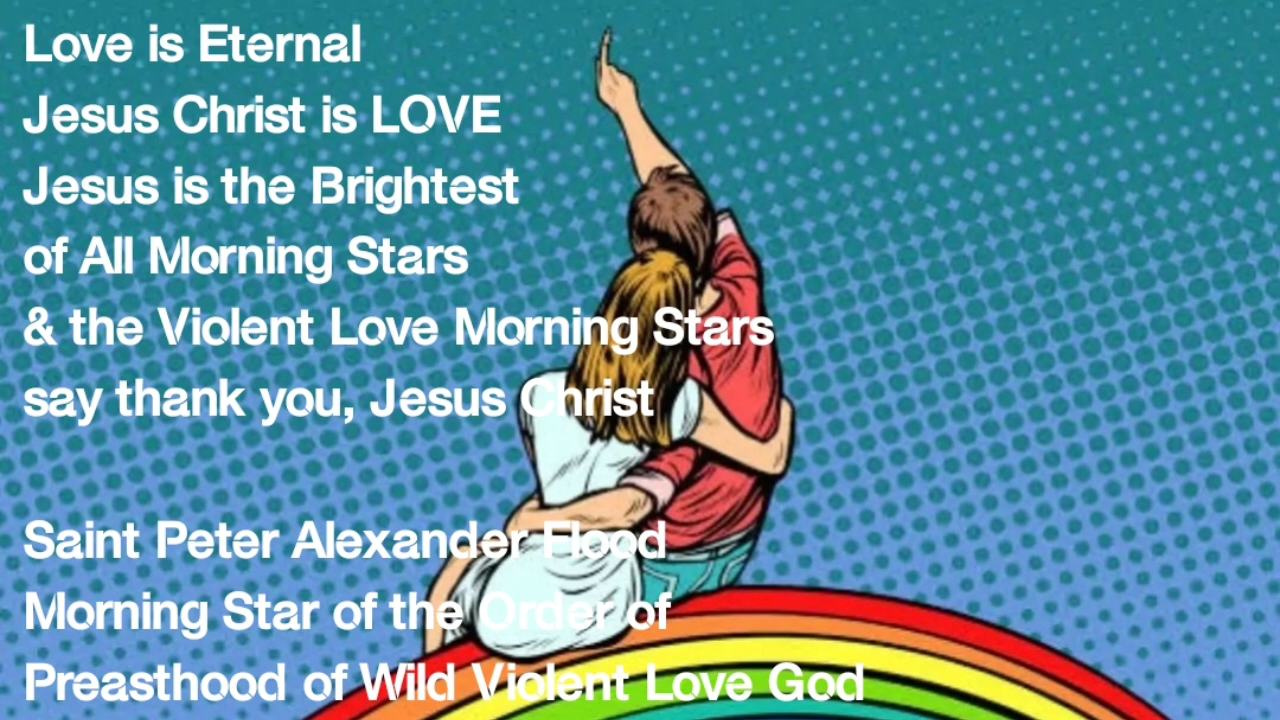 Love is Eternal
Jesus Christ is LOVE
Jesus is the Brightest
of All Morning Stars
& the Violent Love Morning Stars
say thank you, Jesus Christ
Saint Peter Alexander Flood
Morning Star of the Order of
Preasthood of Wild Violent Love God